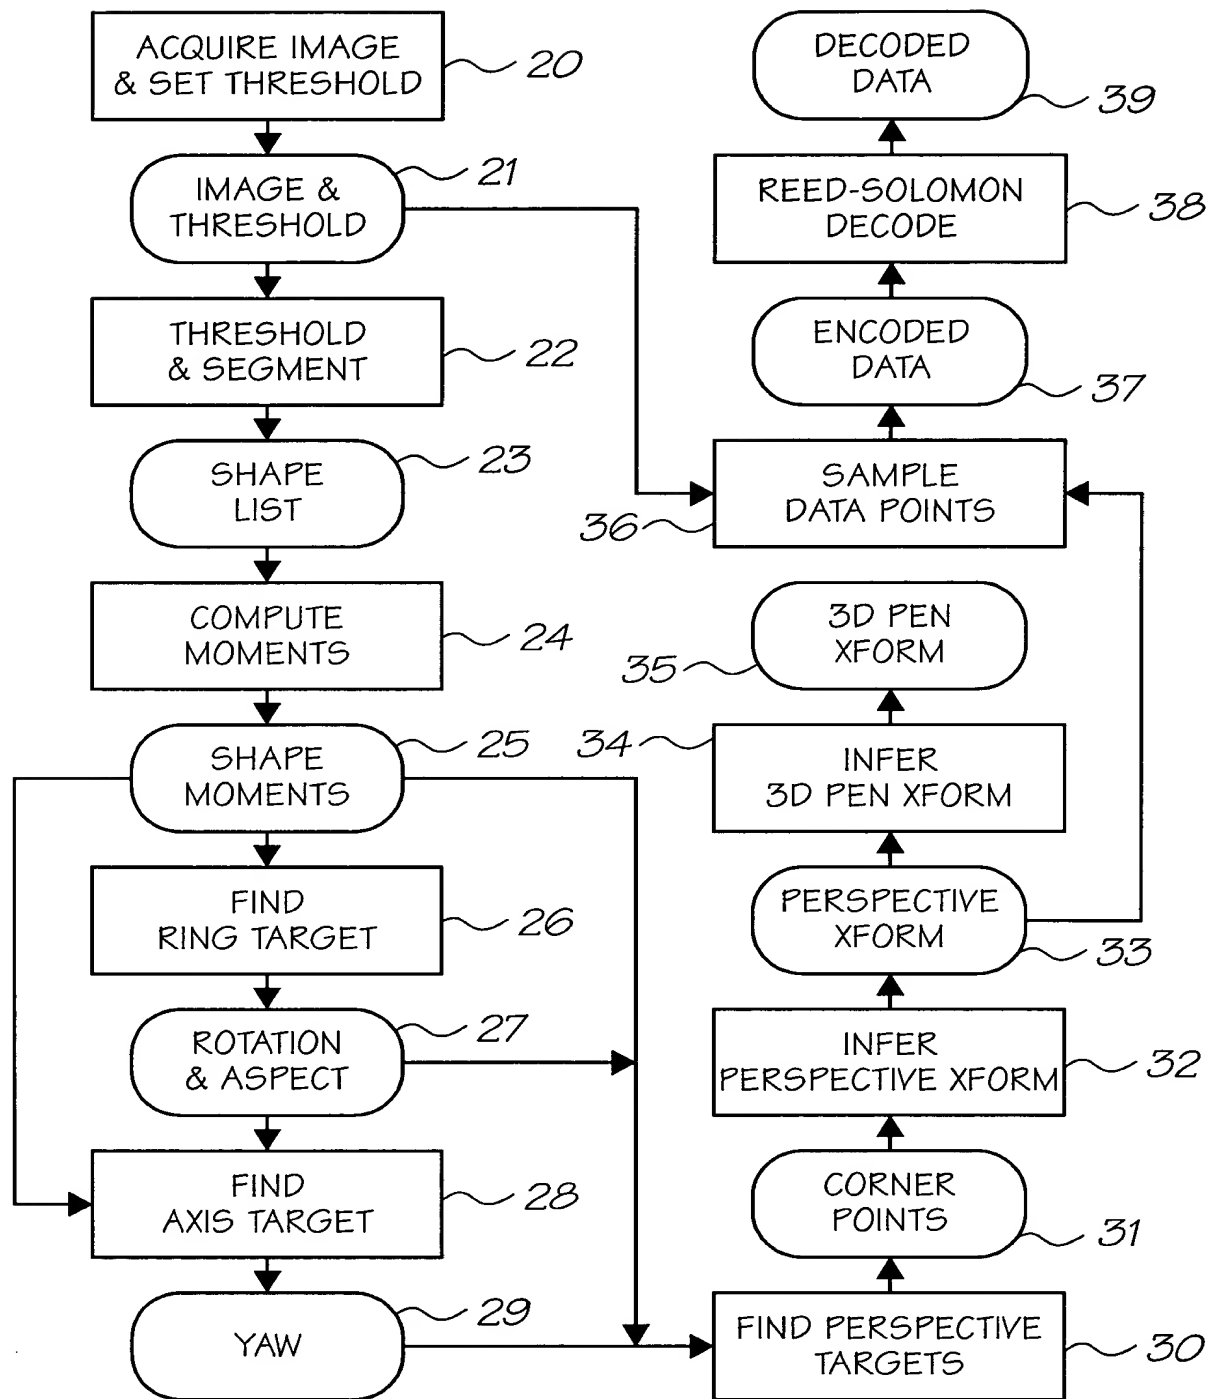 ACQUIRE IMAGE
& SET THRESHOLD
20
IMAGE &
THRESHOLD
21
THRESHOLD
& SEGMENT
22
SHAPE
LIST
23
COMPUTE
MOMENTS
24
SHAPE
MOMENTS
25
FIND
RING TARGET
26
ROTATION
& ASPECT
27
FIND
AXIS TARGET
28
YAW
29
FIND PERSPECTIVE
TARGETS
30
CORNER
POINTS
31
INFER
PERSPECTIVE XFORM
32
PERSPECTIVE
XFORM
33
INFER
3D PEN XFORM
34
3D PEN
XFORM
35
SAMPLE
DATA POINTS
36
ENCODED
DATA
37
REED-SOLOMON
DECODE
38
DECODED
DATA
39